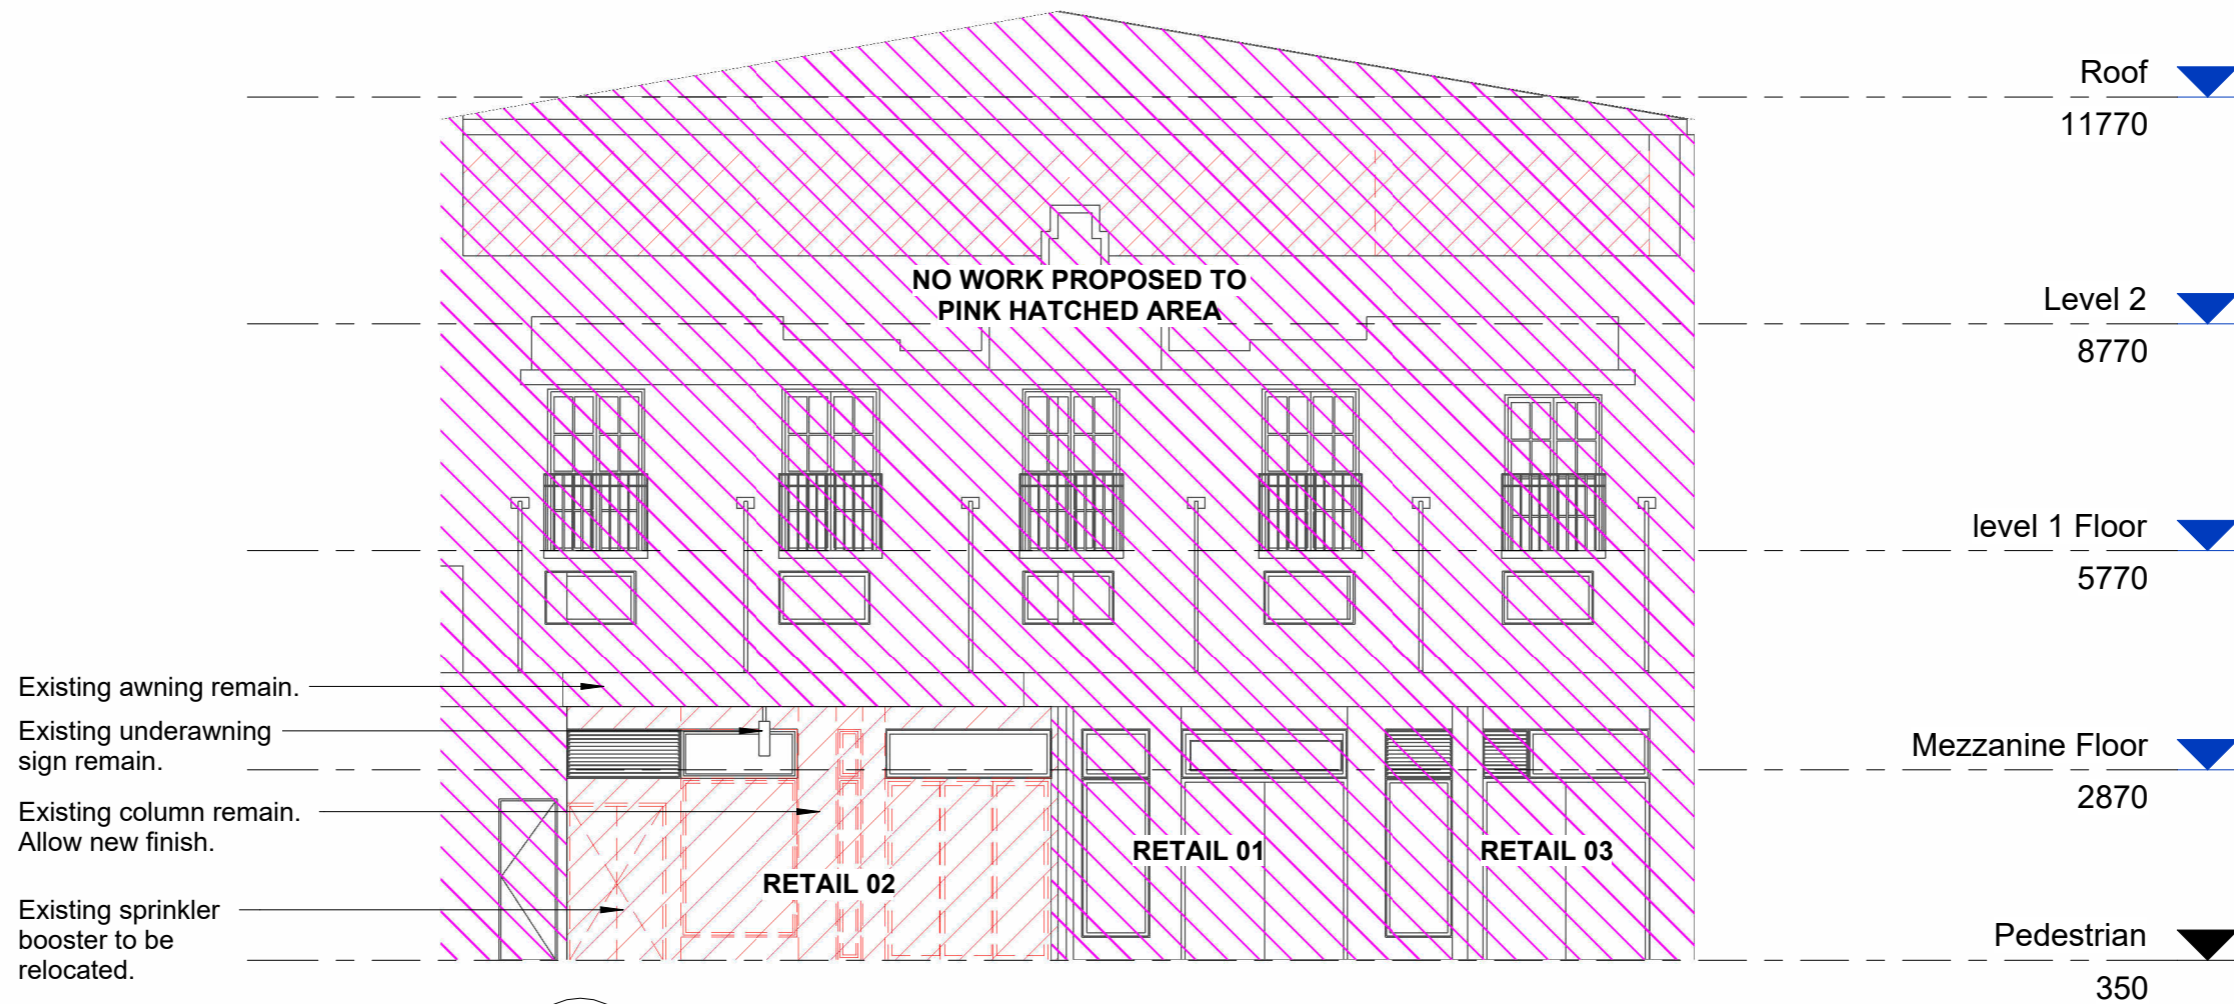 Roof
11770
NO WORK PROPOSED TO
PINK HATCHED AREA
Level 2
8770
level 1 Floor
5770
Existing awning remain.
Existing underawning
sign remain.
Mezzanine Floor
2870
Existing column remain.
Allow new finish.
RETAIL 01
RETAIL 03
RETAIL 02
Existing sprinkler
booster to be
relocated.
Pedestrian
350